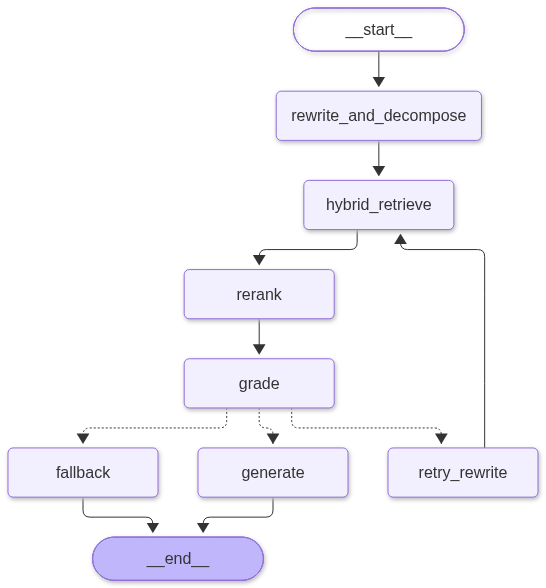 __start__
rewrite_and_decompose
hybrid_retrieve
rerank
grade
fallback
generate
retry_rewrite
__end__